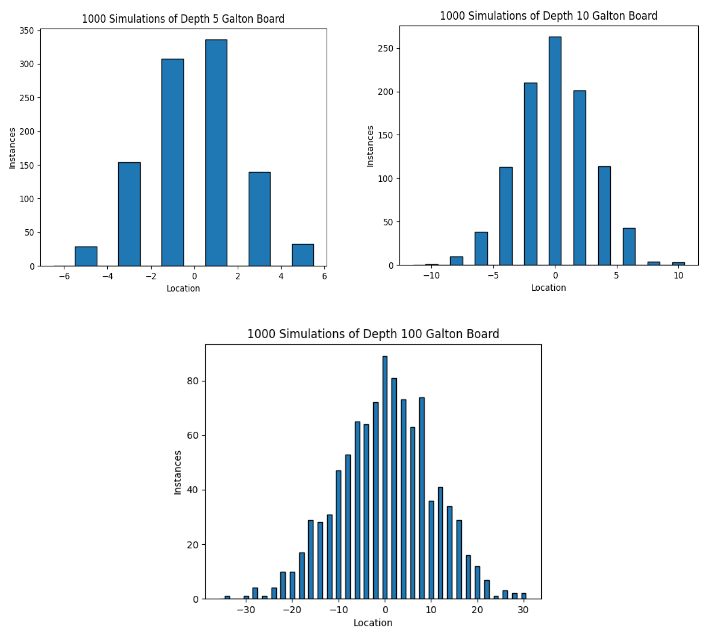 1000 Simulations of Depth 5 Galton Board
350
300
250
200
150
100
50
0
Instances
−6 −4 −2 0 2 4 6
Location
1000 Simulations of Depth 10 Galton Board
250
200
150
100
50
0
Instances
−10 −5 0 5 10
Location
1000 Simulations of Depth 100 Galton Board
80
60
40
20
0
Instances
−30 −20 −10 0 10 20 30
Location